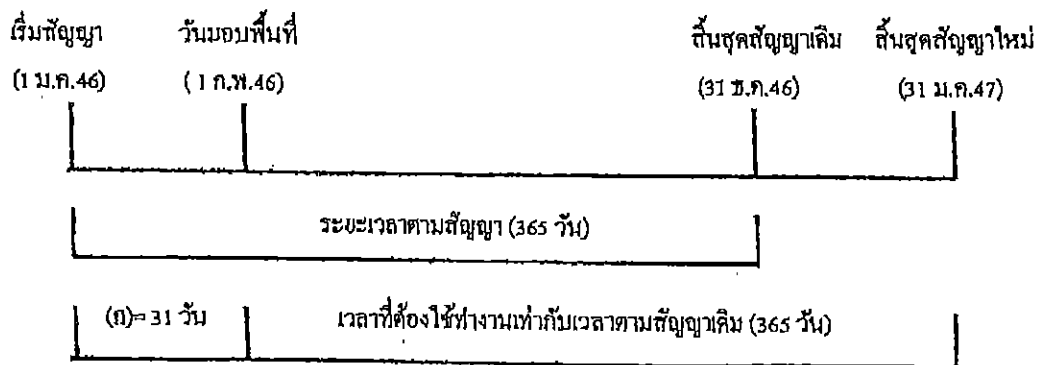 เริ่มสัญญา วันมอบพื้นที่ สิ้นสุดสัญญาเดิม สิ้นสุดสัญญาใหม่
(1 ม.ค.46) ( 1 ก.พ.46) (31 ธ.ค.46) (31 ม.ค.47)
ระยะเวลาตามสัญญา (365 วัน)
(ก)= 31 วัน เวลาที่ต้องใช้ทำงานเท่ากับเวลาตามสัญญาเดิม (365 วัน)